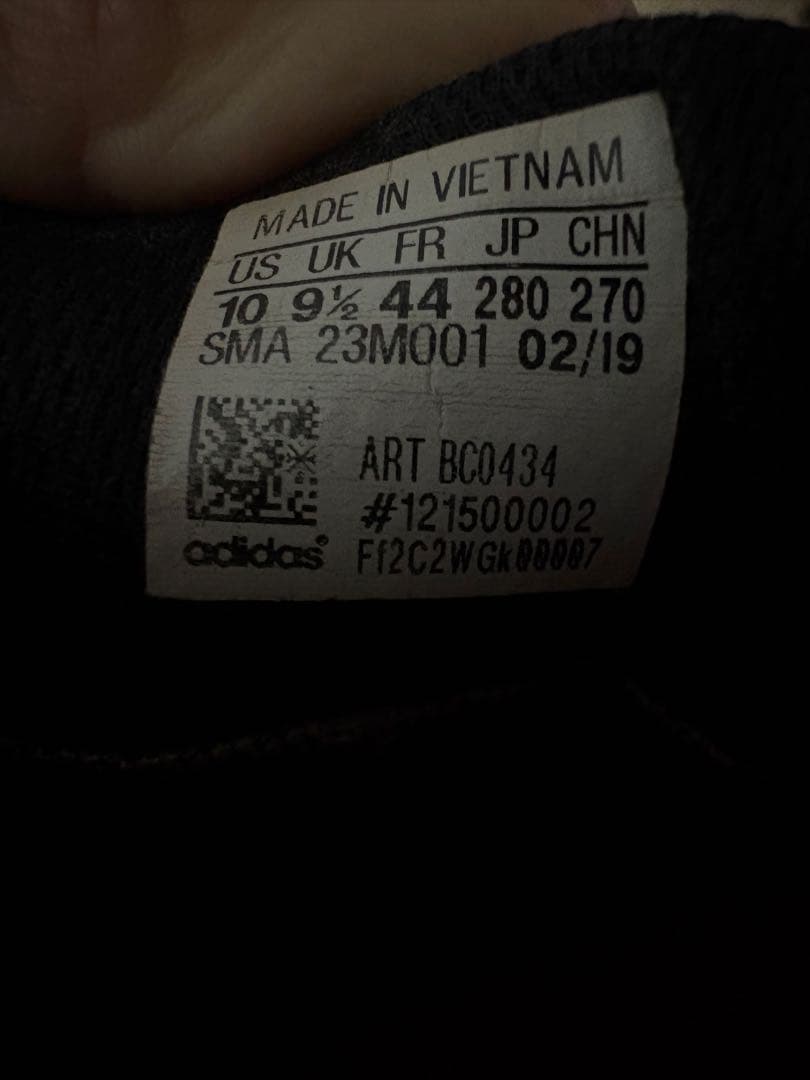 MADE IN VIETNAM
US UK FR JP CHN
10 9½ 44 280 270
SMA 23M001 02/19
ART BC0434
#121500002
adidas® Ff2C2WGk00007